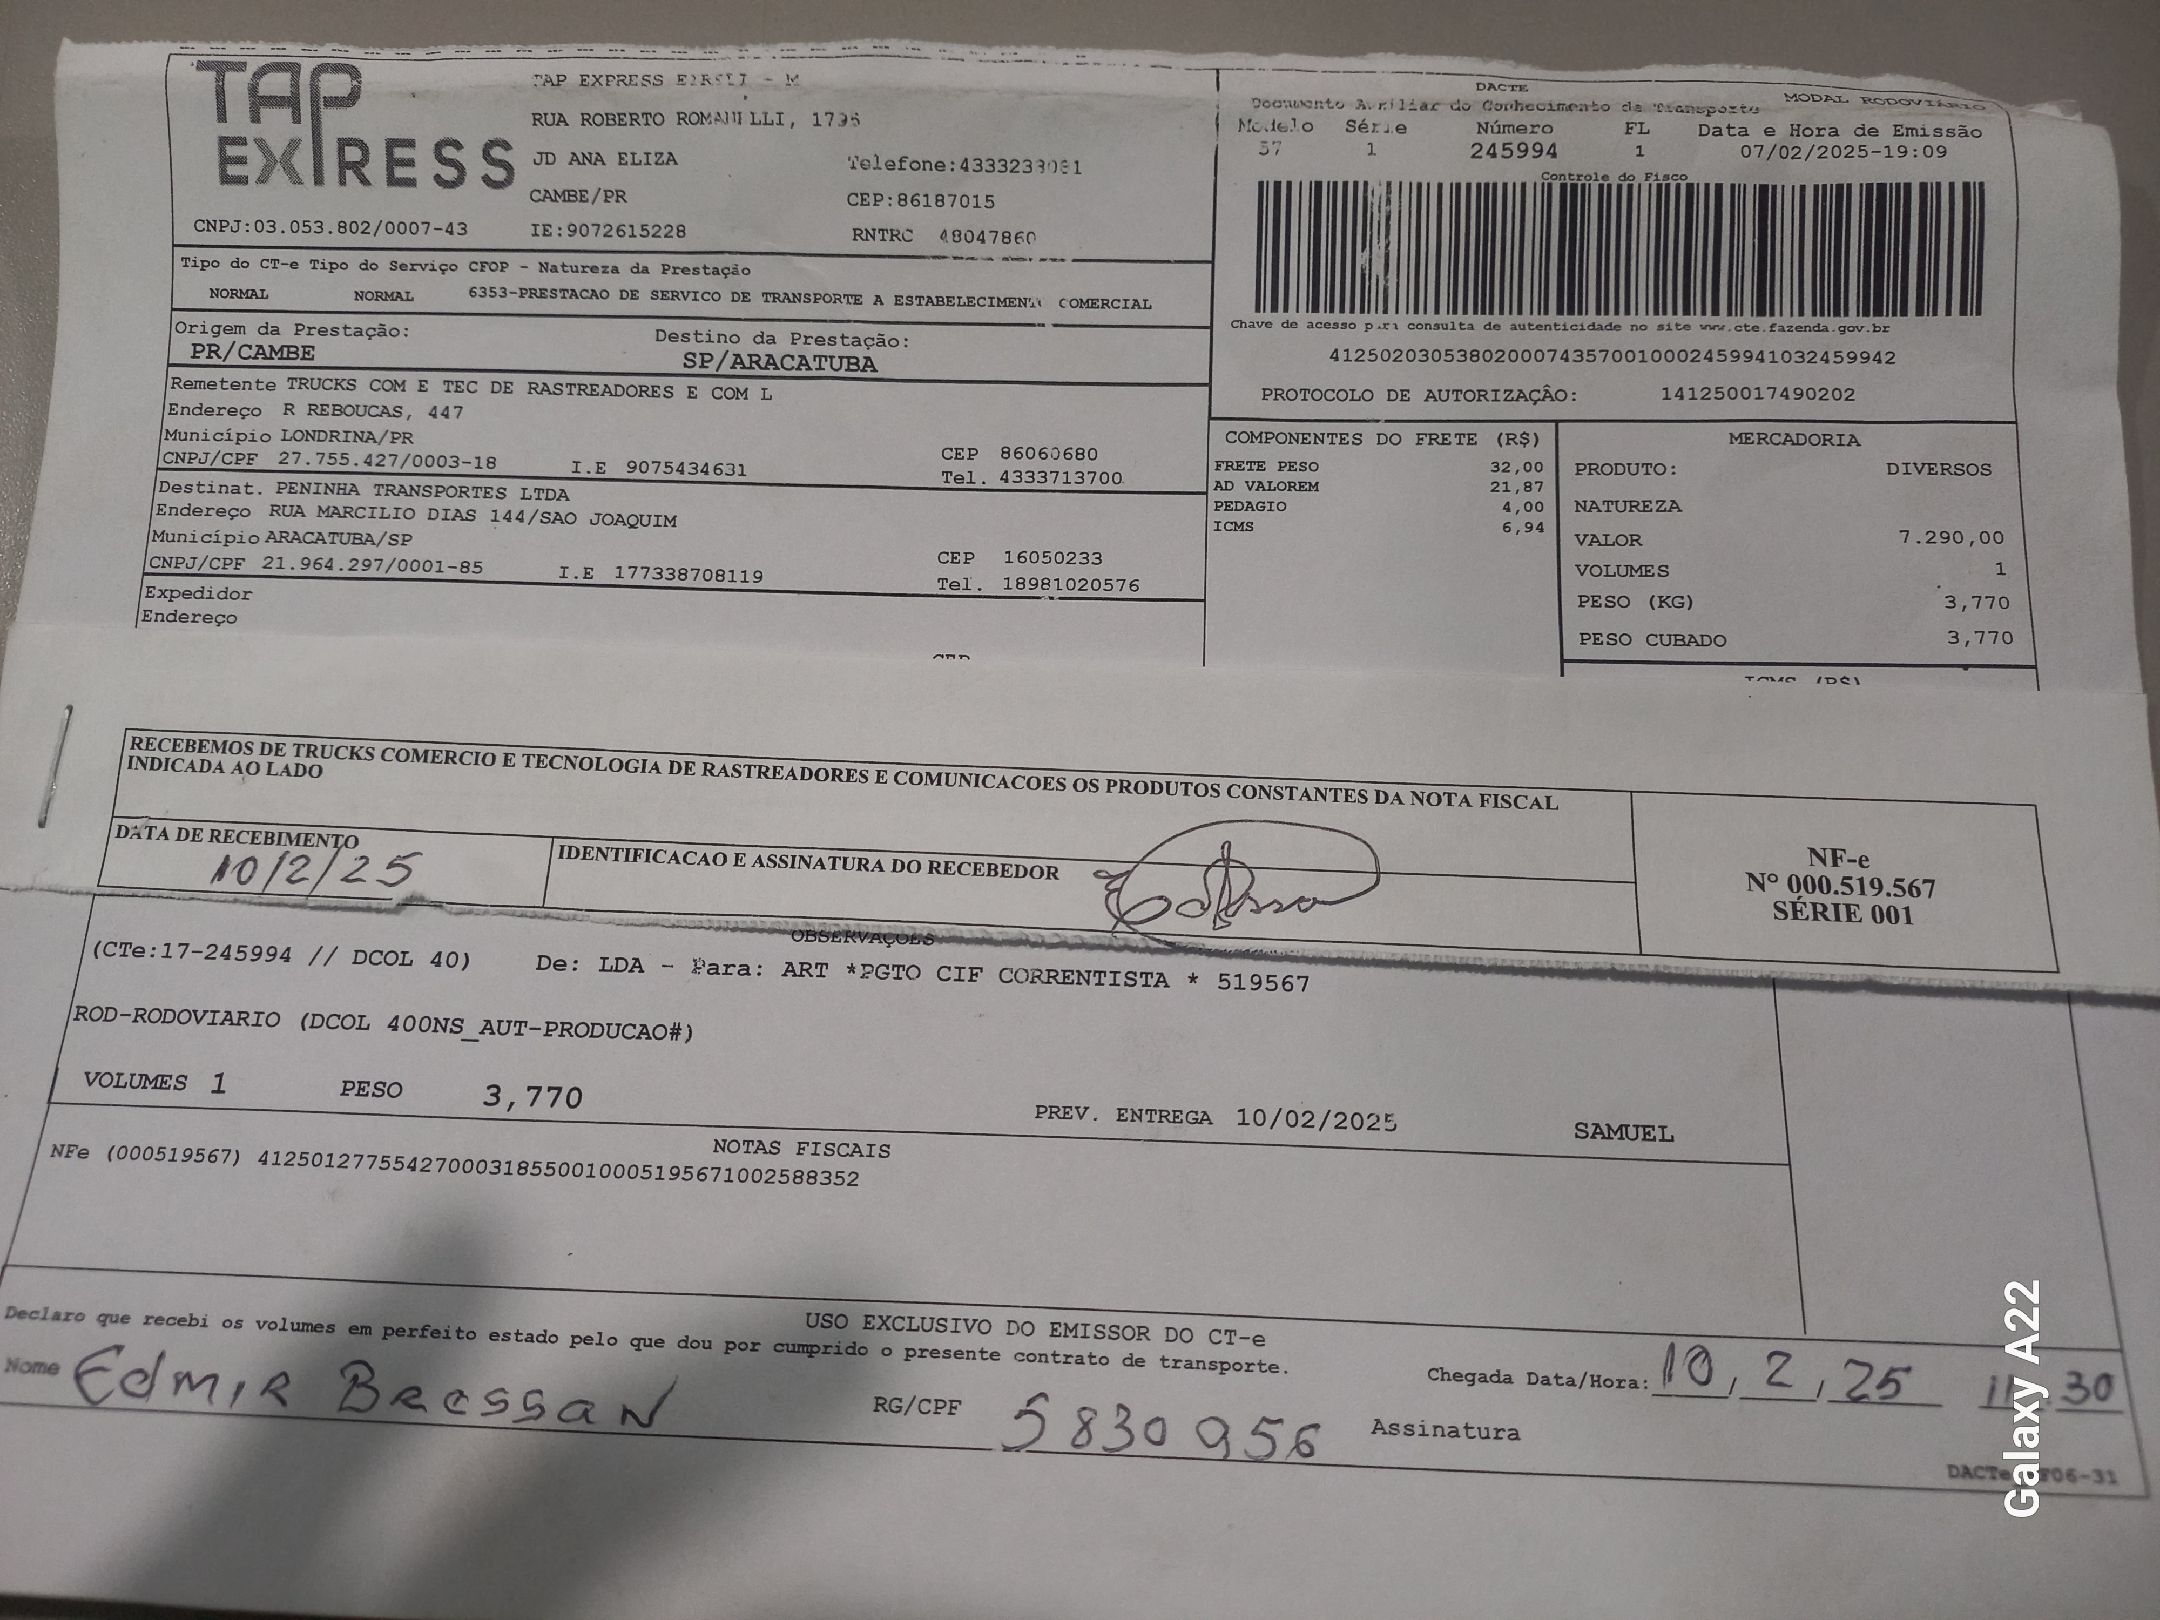 TAP EXPRESS
TAP EXPRESS
RUA ROBERTO
JD ANA ELIZA
CAMBE/PR
CNPJ:03.053.802/0007-43 IE:9072615228
CEP:86187015
RNTRC 48047860
DACTE
Documento Auxiliar do Conhecimento de Transporte MODAL RODOVIÁRIO
Modelo Série Número FL Data e Hora de Emissão
57 1 245994 1 07/02/2025-19:09
Controle do Fisco
Chave de acesso para consulta de autenticidade no site www.cte.fazenda.gov.br
41250203053802000743570010002459941032459942
PROTOCOLO DE AUTORIZAÇÂO: 141250017490202
Tipo do CT-e Tipo do Serviço CFOP - Natureza da Prestação
NORMAL NORMAL 6353-PRESTACAO DE SERVICO DE TRANSPORTE A ESTABELECIMENT COMERCIAL
Origem da Prestação: Destino da Prestação:
PR/CAMBE SP/ARACATUBA
Remetente TRUCKS COM E TEC DE RASTREADORES E COM L
Endereço R REBOUCAS, 447
Município LONDRINA/PR CEP 86060680
CNPJ/CPF 27.755.427/0003-18 I.E 9075434631 Tel. 4333713700
Destinat. PENINHA TRANSPORTES LTDA
Endereço RUA MARCILIO DIAS 144/SAO JOAQUIM
Município ARACATUBA/SP CEP 16050233
CNPJ/CPF 21.964.297/0001-85 I.E 177338708119 Tel. 18981020576
Expedidor
Endereço
COMPONENTES DO FRETE (R$)
FRETE PESO 32,00
AD VALOREM 21,87
PEDAGIO 4,00
ICMS 6,94
MERCADORIA
PRODUTO: DIVERSOS
NATUREZA
VALOR 7.290,00
VOLUMES 1
PESO (KG) 3,770
PESO CUBADO 3,770
RECEBEMOS DE TRUCKS COMERCIO E TECNOLOGIA DE RASTREADORES E COMUNICACOES OS PRODUTOS CONSTANTES DA NOTA FISCAL
INDICADA AO LADO
DATA DE RECEBIMENTO
10/2/25
IDENTIFICACAO E ASSINATURA DO RECEBEDOR
NF-e
Nº 000.519.567
SÉRIE 001
OBSERVAÇOES
(CTe:17-245994 // DCOL 40) De: LDA - Para: ART *PGTO CIF CORRENTISTA * 519567
ROD-RODOVIARIO (DCOL 400NS_AUT-PRODUCAO#)
VOLUMES 1 PESO 3,770 PREV. ENTREGA 10/02/2025 SAMUEL
NOTAS FISCAIS
NFe (000519567) 41250127755427000318550010005195671002588352
USO EXCLUSIVO DO EMISSOR DO CT-e
Declaro que recebi os volumes em perfeito estado pelo que dou por cumprido o presente contrato de transporte.
Nome Edmir Bressan RG/CPF 5830956 Chegada Data/Hora: 10, 2, 25 11:30
Assinatura
Galaxy A22